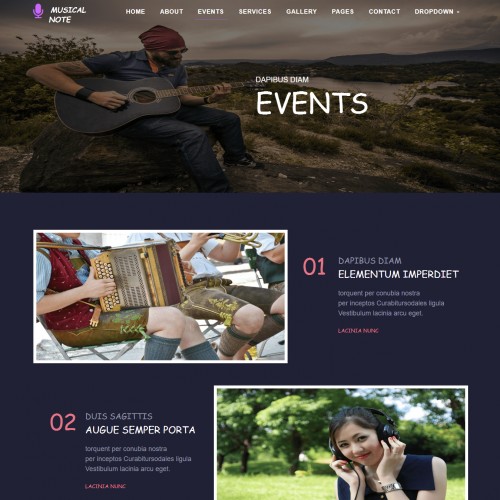 MUSICAL
NOTE
HOME ABOUT EVENTS SERVICES GALLERY PAGES CONTACT DROPDOWN
DAPIBUS DIAM
EVENTS
01 DAPIBUS DIAM
ELEMENTUM IMPERDIET
torquent per conubia nostra
per inceptos Curabitursodales ligula
Vestibulum lacinia arcu eget.
LACINIA NUNC
02 DUIS SAGITTIS
AUGUE SEMPER PORTA
torquent per conubia nostra
per inceptos Curabitursodales ligula
Vestibulum lacinia arcu eget.
LACINIA NUNC